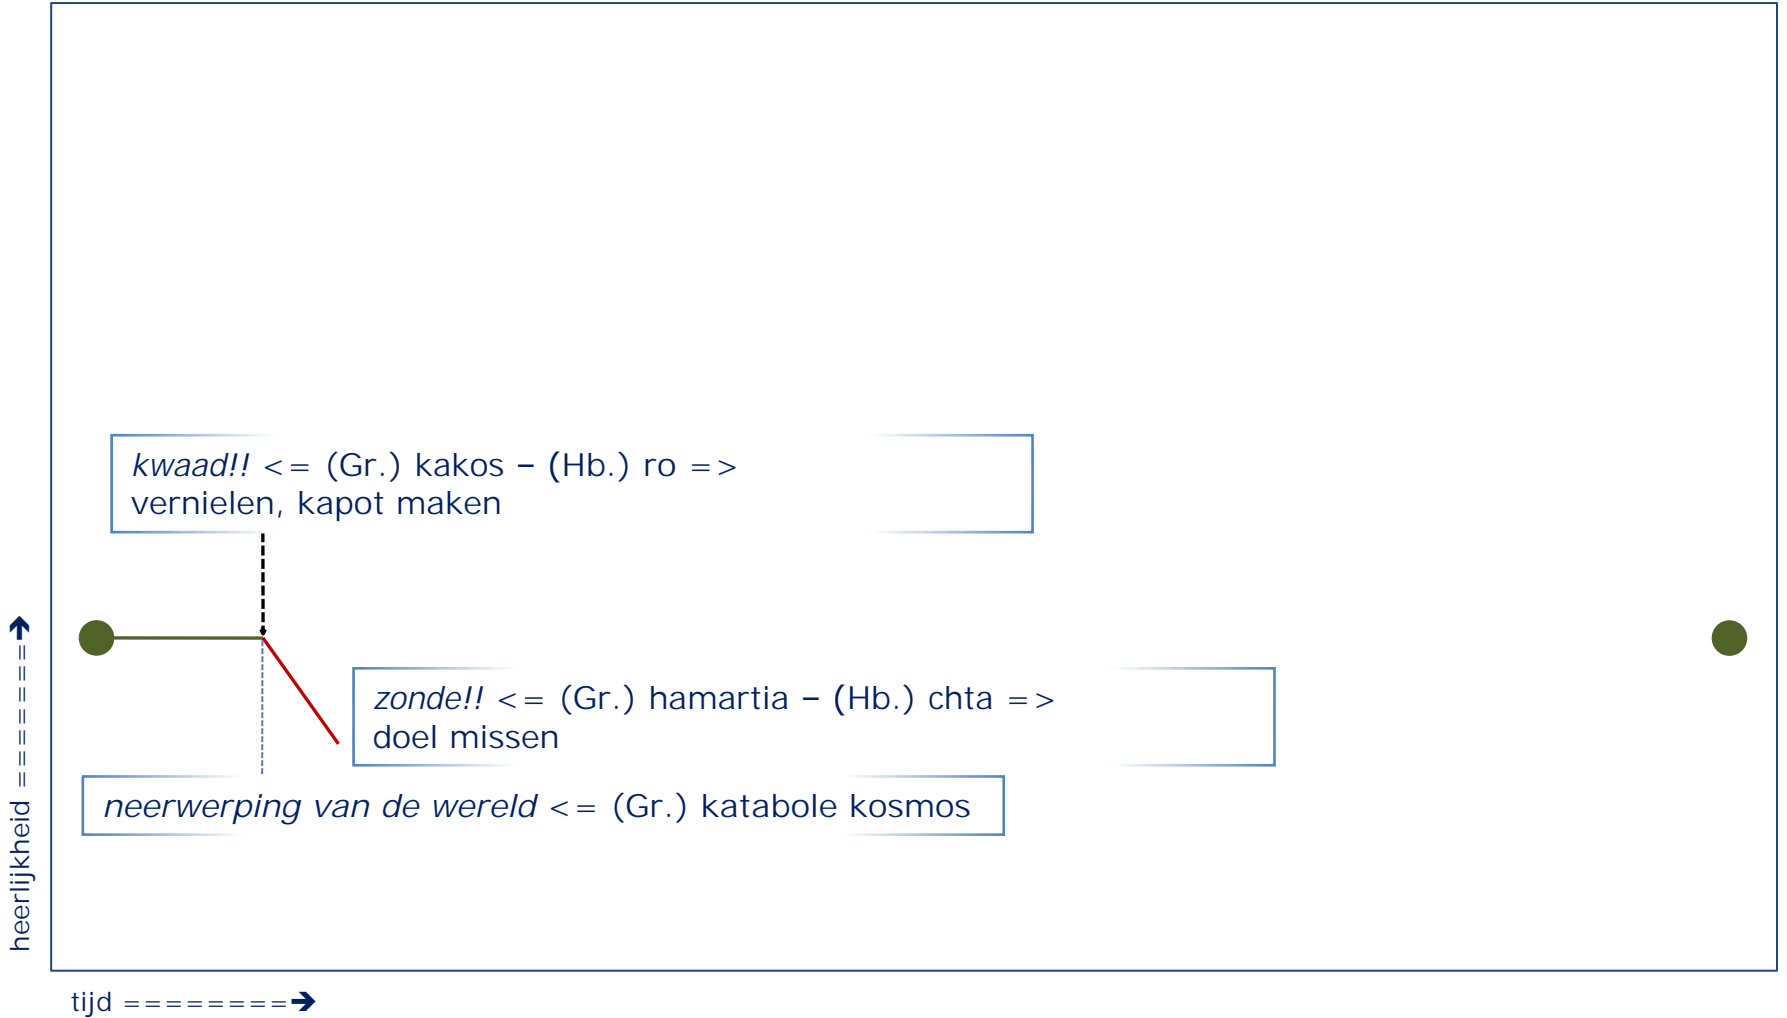 kwaad!! <= (Gr.) kakos – (Hb.) ro =>
vernielen, kapot maken
zonde!! <= (Gr.) hamartia – (Hb.) chta =>
doel missen
neerwerping van de wereld <= (Gr.) katabole kosmos
heerlijkheid ========➔
tijd =========➔